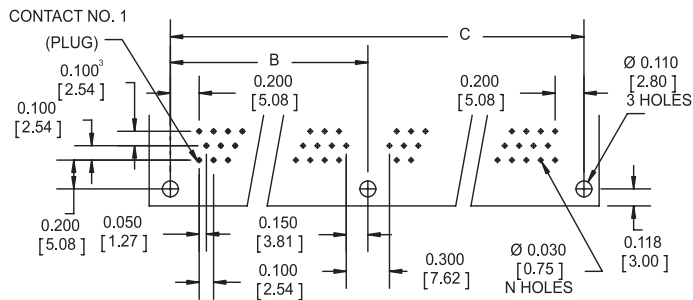 CONTACT NO. 1
(PLUG)
C
B
0.100³
[2.54]
0.200
[5.08]
0.200
[5.08]
Ø 0.110
[2.80]
3 HOLES
0.100
[2.54]
0.200
[5.08]
0.050
[1.27]
0.150
[3.81]
0.100
[2.54]
0.300
[7.62]
Ø 0.030
[0.75]
N HOLES
0.118
[3.00]